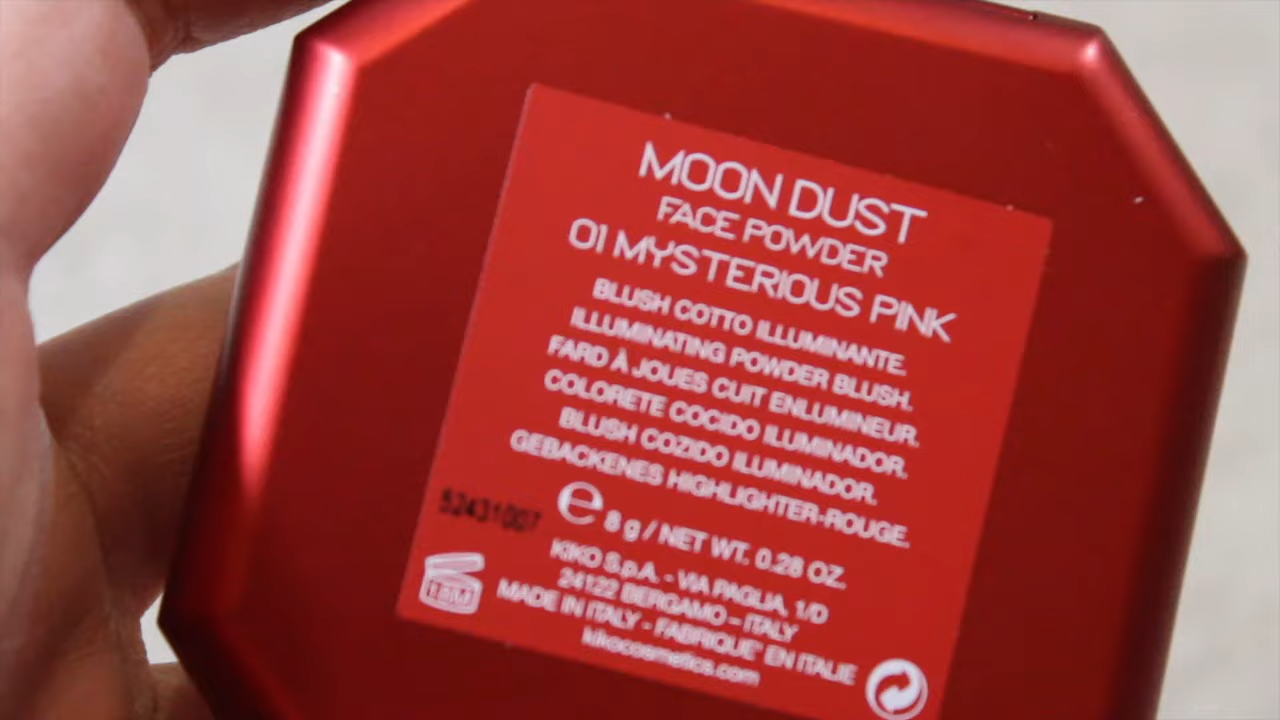 MOON DUST
FACE POWDER
01 MYSTERIOUS PINK
BLUSH COTTO ILLUMINANTE.
ILLUMINATING POWDER BLUSH.
FARD À JOUES CUIT ENLUMINEUR.
COLORETE COCIDO ILUMINADOR.
BLUSH COZIDO ILUMINADOR.
GEBACKENES HIGHLIGHTER-ROUGE.
℮ 8 g / NET WT. 0.28 OZ.
KIKO S.p.A. - VIA PAGLIA, 1/D
24122 BERGAMO - ITALY
MADE IN ITALY - FABRIQUE' EN ITALIE
kikocosmetics.com